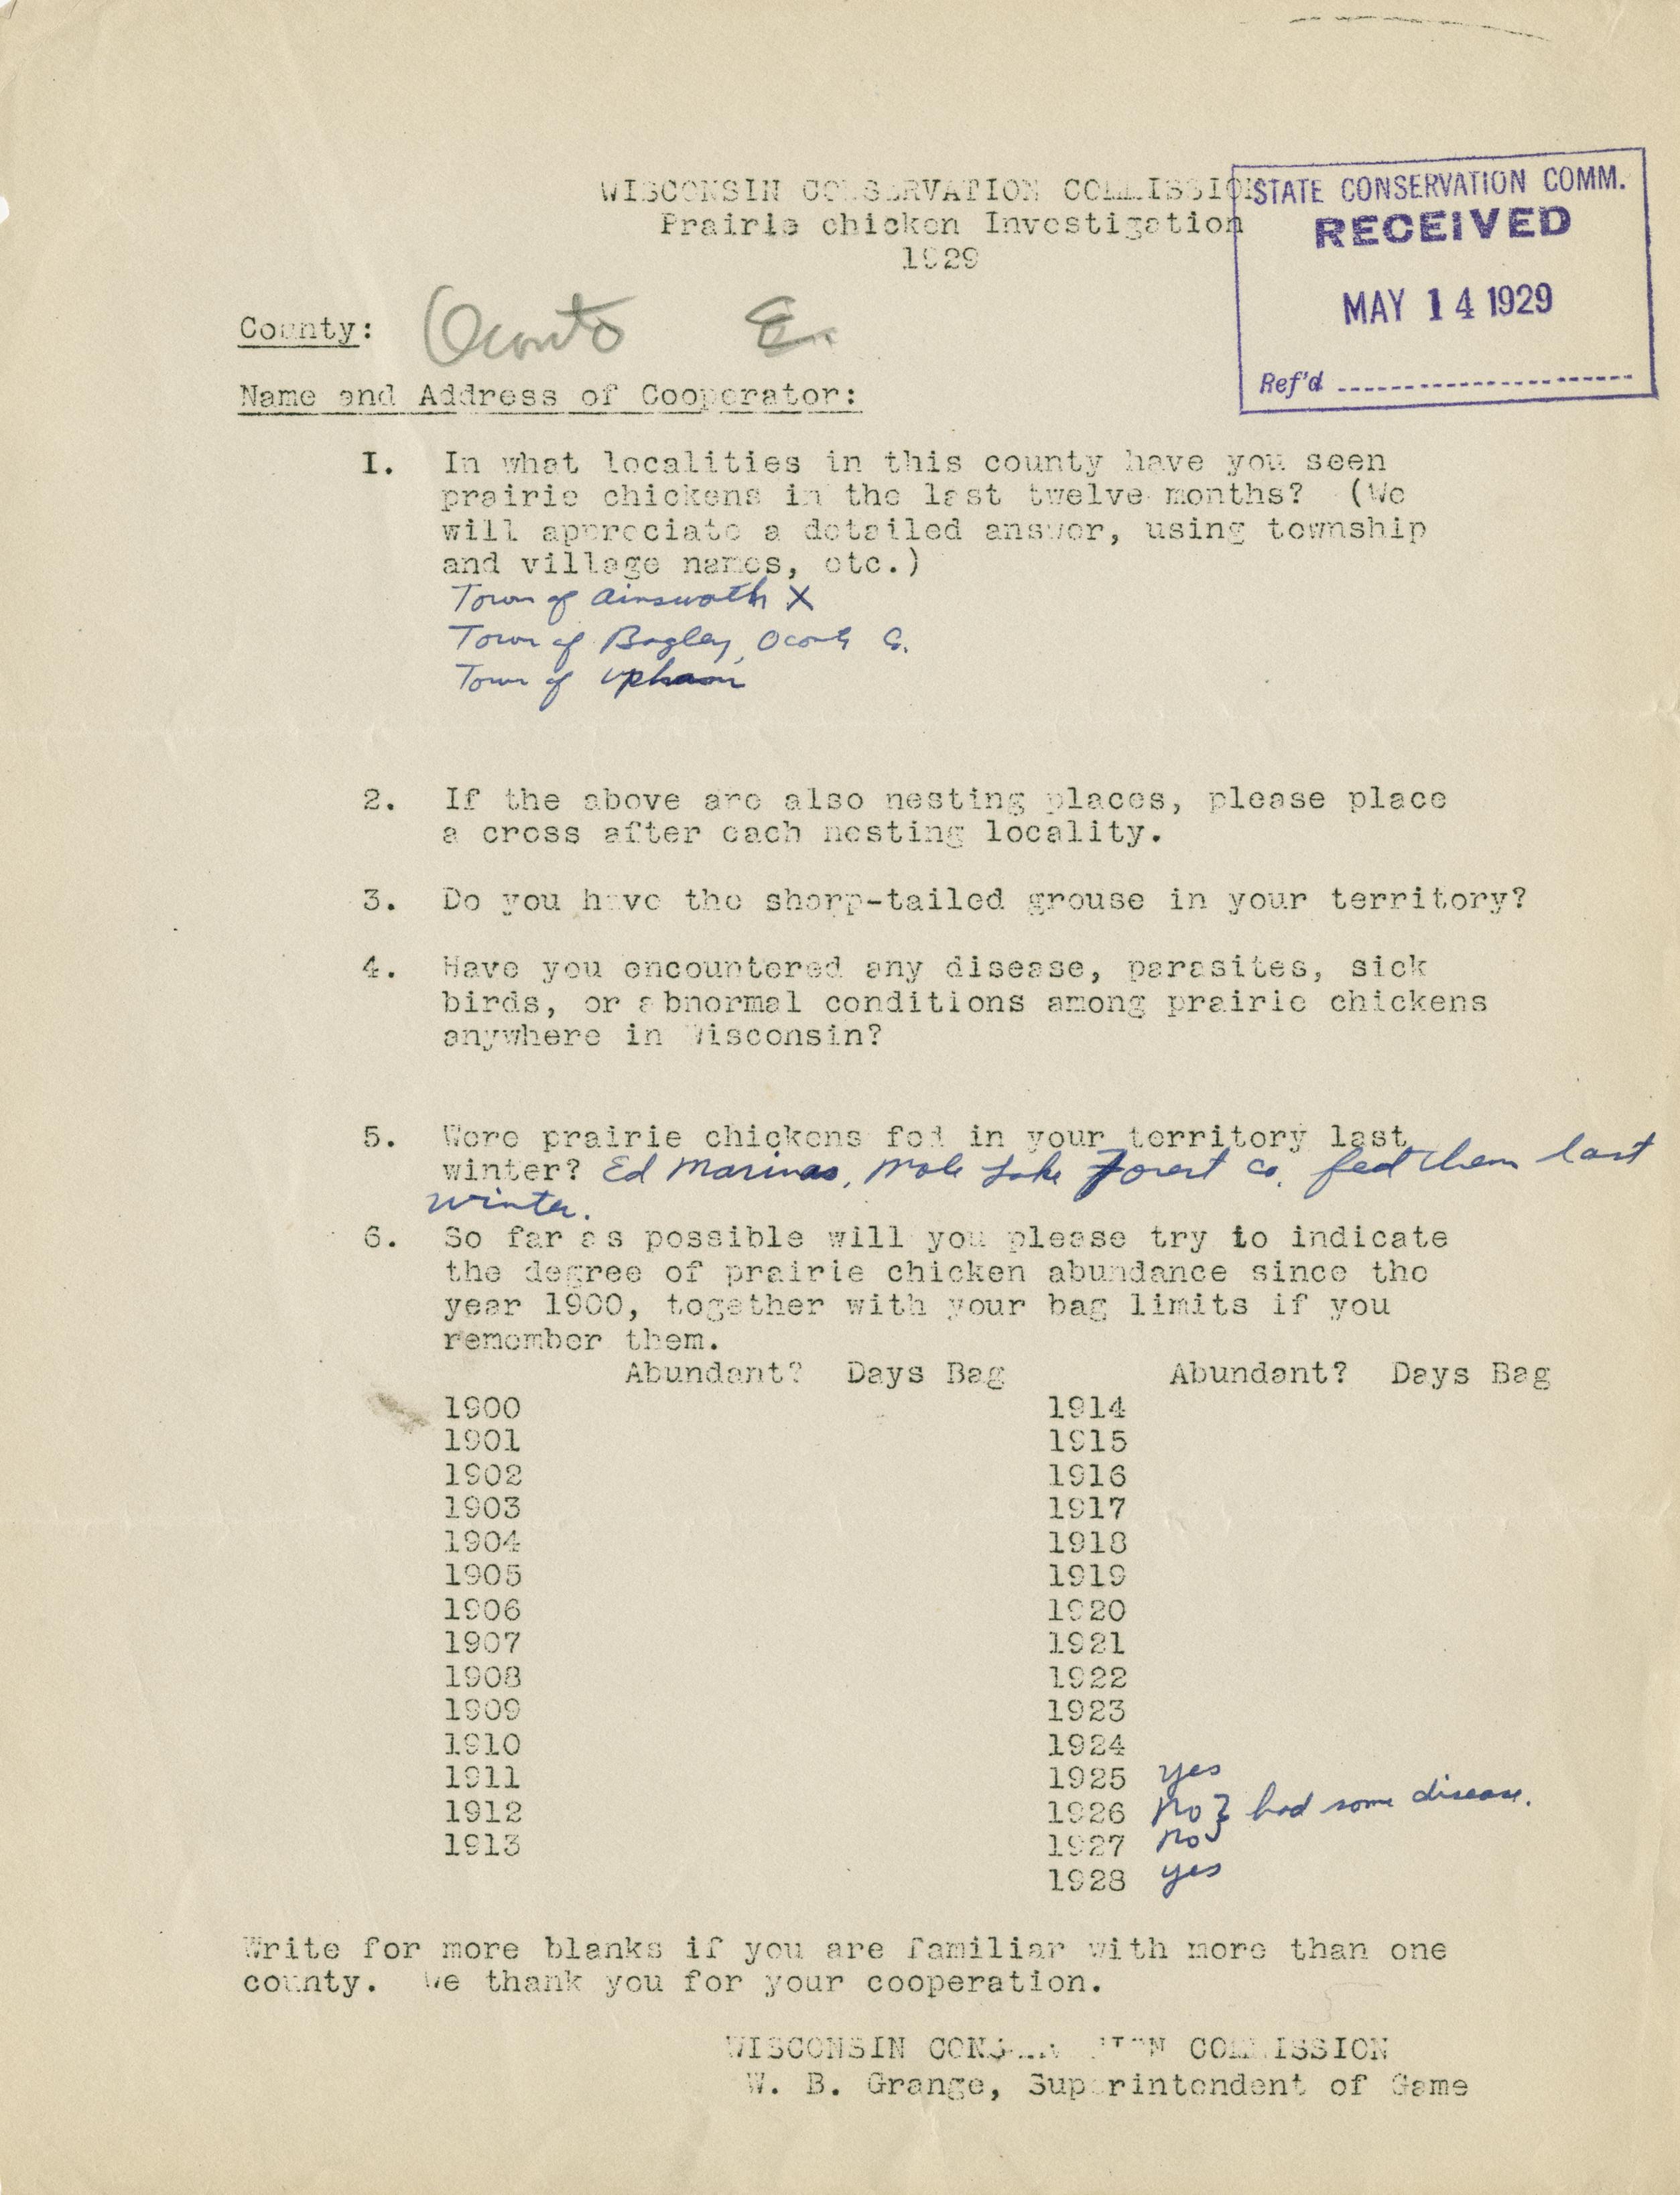 WISCONSIN CONSERVATION COMMISSION
Prairie chicken Investigation
1929
STATE CONSERVATION COMM.
RECEIVED
MAY 14 1929
Ref'd
County: Oconto E.
Name and Address of Cooperator:
I. In what localities in this county have you seen
prairie chickens in the last twelve months? (We
will appreciate a detailed answer, using township
and village names, etc.)
Town of Ainsworth X
Town of Bagley, Oconto Co.
Town of Upham
2. If the above are also nesting places, please place
a cross after each nesting locality.
3. Do you have the sharp-tailed grouse in your territory?
4. Have you encountered any disease, parasites, sick
birds, or abnormal conditions among prairie chickens
anywhere in Wisconsin?
5. Were prairie chickens fed in your territory last
winter? Ed Marinas, Mole Lake Forest Co. fed them last
winter.
6. So far as possible will you please try to indicate
the degree of prairie chicken abundance since the
year 1900, together with your bag limits if you
remember them.
Abundant? Days Bag Abundant? Days Bag
1900 1914
1901 1915
1902 1916
1903 1917
1904 1918
1905 1919
1906 1920
1907 1921
1908 1922
1909 1923
1910 1924
1911 1925 yes
1912 1926 no } had some disease.
1913 1927 no
1928 yes
Write for more blanks if you are familiar with more than one
county. We thank you for your cooperation.
WISCONSIN CONSERVATION COMMISSION
W. B. Grange, Superintendent of Game